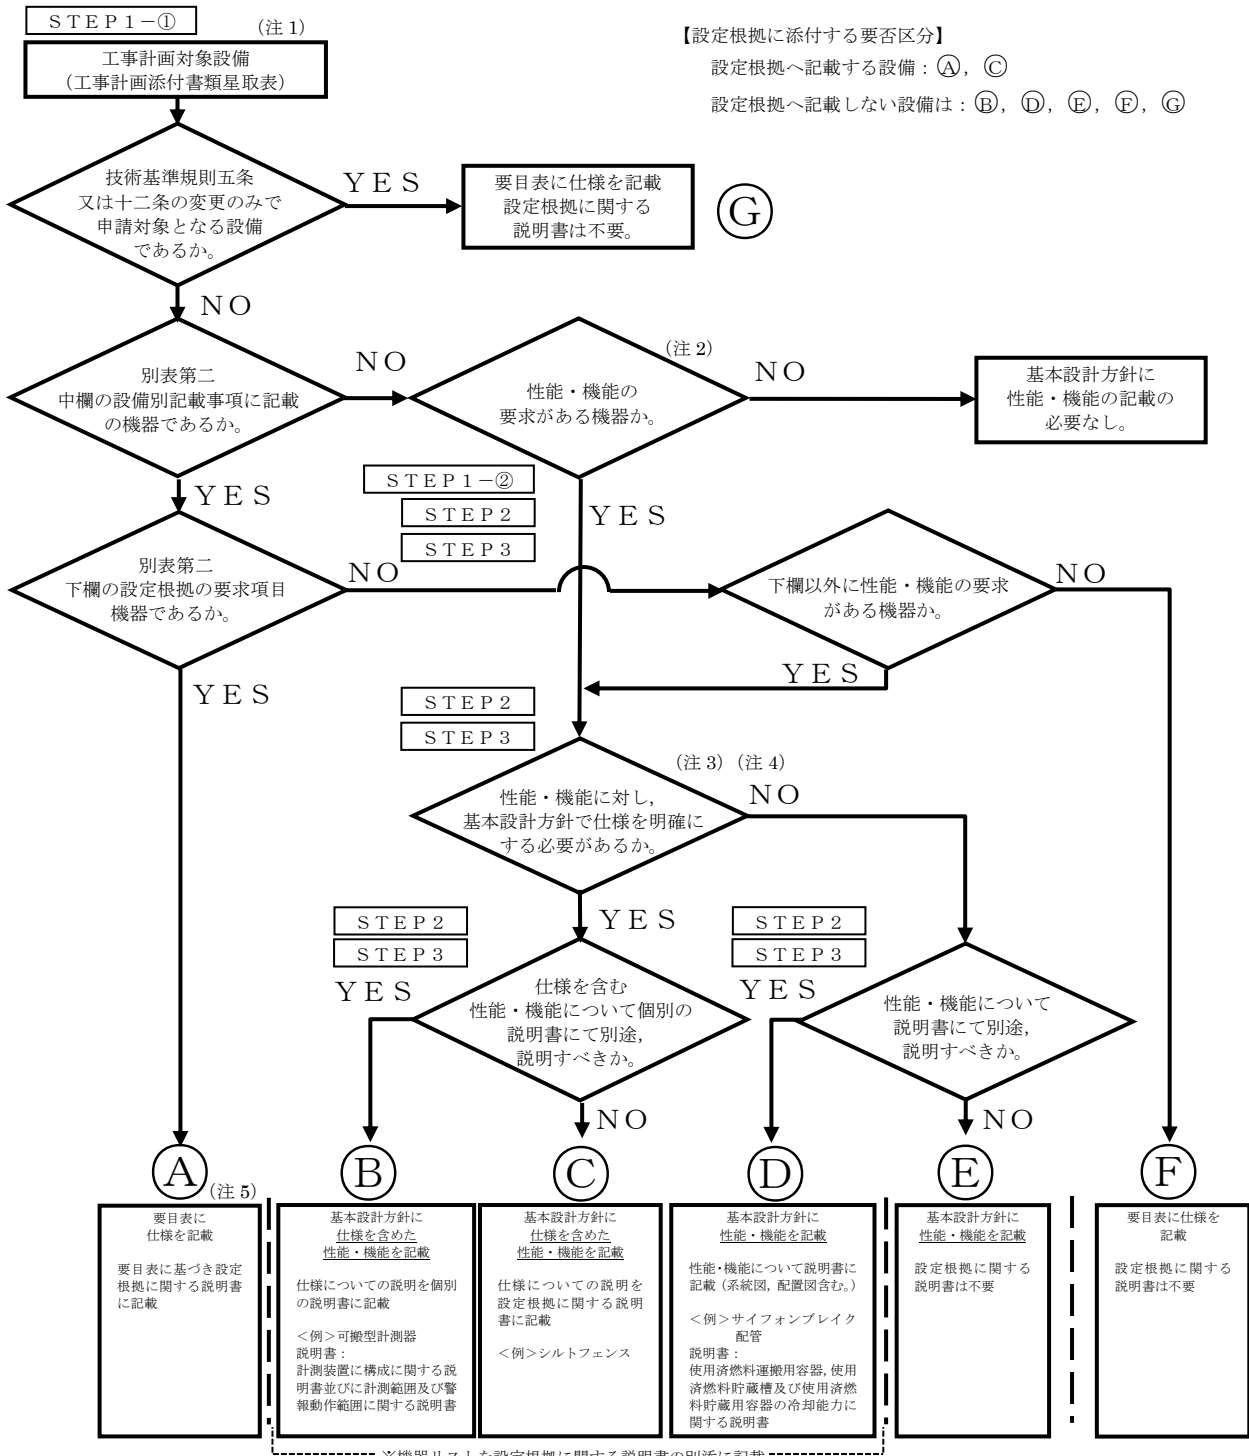 ＳＴＥＰ１－①
(注 1)
工事計画対象設備
（工事計画添付書類星取表）
【設定根拠に添付する要否区分】
設定根拠へ記載する設備：Ⓐ，Ⓒ
設定根拠へ記載しない設備は：Ⓑ，Ⓓ，Ⓔ，Ⓕ，Ⓖ
技術基準規則五条
又は十二条の変更のみで
申請対象となる設備
であるか。
ＹＥＳ
要目表に仕様を記載
設定根拠に関する
説明書は不要。
Ⓖ
ＮＯ
別表第二
中欄の設備別記載事項に記載
の機器であるか。
ＮＯ
(注 2)
性能・機能の
要求がある機器か。
ＮＯ
基本設計方針に
性能・機能の記載の
必要なし。
ＹＥＳ
ＳＴＥＰ１－②
ＳＴＥＰ２
ＳＴＥＰ３
ＹＥＳ
別表第二
下欄の設定根拠の要求項目
機器であるか。
ＮＯ
下欄以外に性能・機能の要求
がある機器か。
ＮＯ
ＹＥＳ
ＹＥＳ
ＳＴＥＰ２
ＳＴＥＰ３
(注 3) (注 4)
性能・機能に対し，
基本設計方針で仕様を明確に
する必要があるか。
ＮＯ
ＹＥＳ
ＳＴＥＰ２
ＳＴＥＰ３
ＹＥＳ
仕様を含む
性能・機能について個別の
説明書にて別途，
説明すべきか。
ＮＯ
ＳＴＥＰ２
ＳＴＥＰ３
ＹＥＳ
性能・機能について
説明書にて別途，
説明すべきか。
ＮＯ
Ⓐ
(注 5)
要目表に
仕様を記載
要目表に基づき設定
根拠に関する説明書
に記載
Ⓑ
基本設計方針に
仕様を含めた
性能・機能を記載
仕様についての説明を個別
の説明書に記載
＜例＞可搬型計測器
説明書：
計測装置に構成に関する説
明書並びに計測範囲及び警
報動作範囲に関する説明書
Ⓒ
基本設計方針に
仕様を含めた
性能・機能を記載
仕様についての説明を
設定根拠に関する説明
書に記載
＜例＞シルトフェンス
Ⓓ
基本設計方針に
性能・機能を記載
性能・機能について説明書に
記載（系統図，配置図含む。）
＜例＞サイフォンブレイク
配管
説明書：
使用済燃料運搬用容器，使用
済燃料貯蔵槽及び使用済燃
料貯蔵用容器の冷却能力に
関する説明書
Ⓔ
基本設計方針に
性能・機能を記載
設定根拠に関する
説明書は不要
Ⓕ
要目表に仕様を
記載
設定根拠に関する
説明書は不要
※機器リストを設定根拠に関する説明書の別添に記載